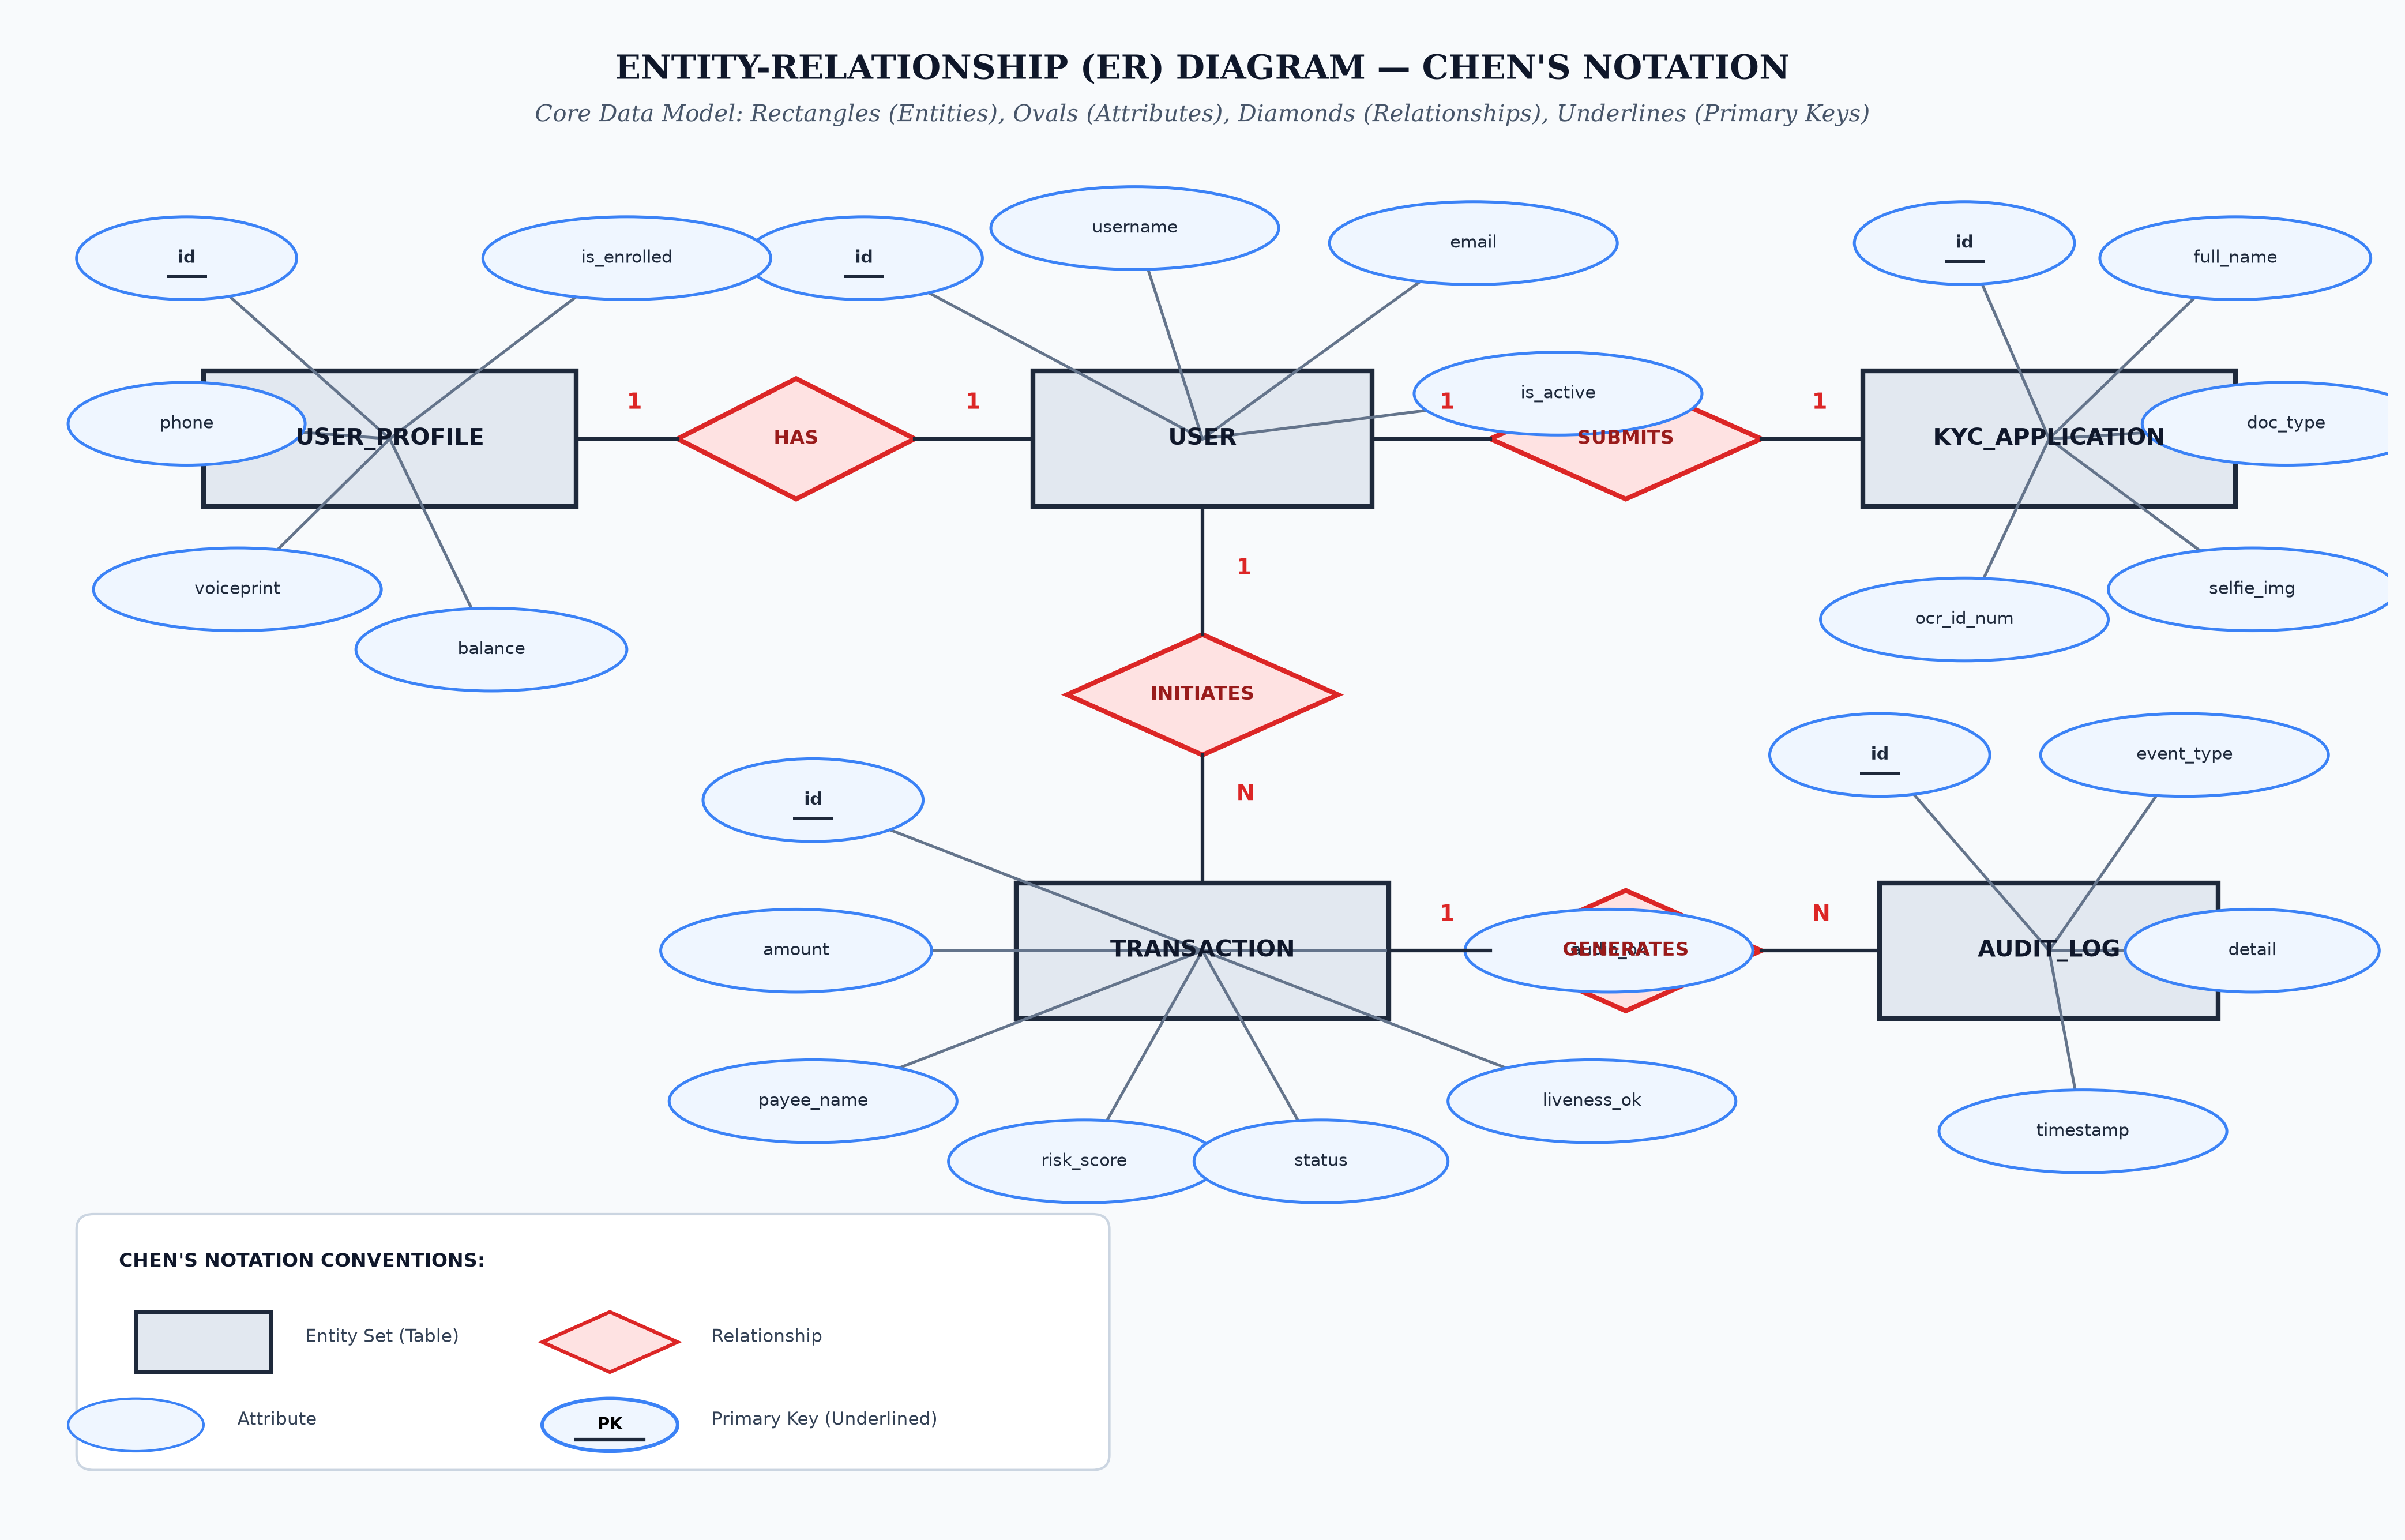 ENTITY-RELATIONSHIP (ER) DIAGRAM — CHEN'S NOTATION
Core Data Model: Rectangles (Entities), Ovals (Attributes), Diamonds (Relationships), Underlines (Primary Keys)
id
is_enrolled
id
username
email
id
full_name
phone
USER_PROFILE
1
HAS
1
USER
1
is_active
SUBMITS
1
KYC_APPLICATION
doc_type
voiceprint
balance
1
ocr_id_num
selfie_img
INITIATES
N
id
id
event_type
amount
TRANSACTION
1
GENERATES
N
AUDIT_LOG
detail
payee_name
risk_score
status
liveness_ok
timestamp
CHEN'S NOTATION CONVENTIONS:
Entity Set (Table)
Relationship
Attribute
PK
Primary Key (Underlined)